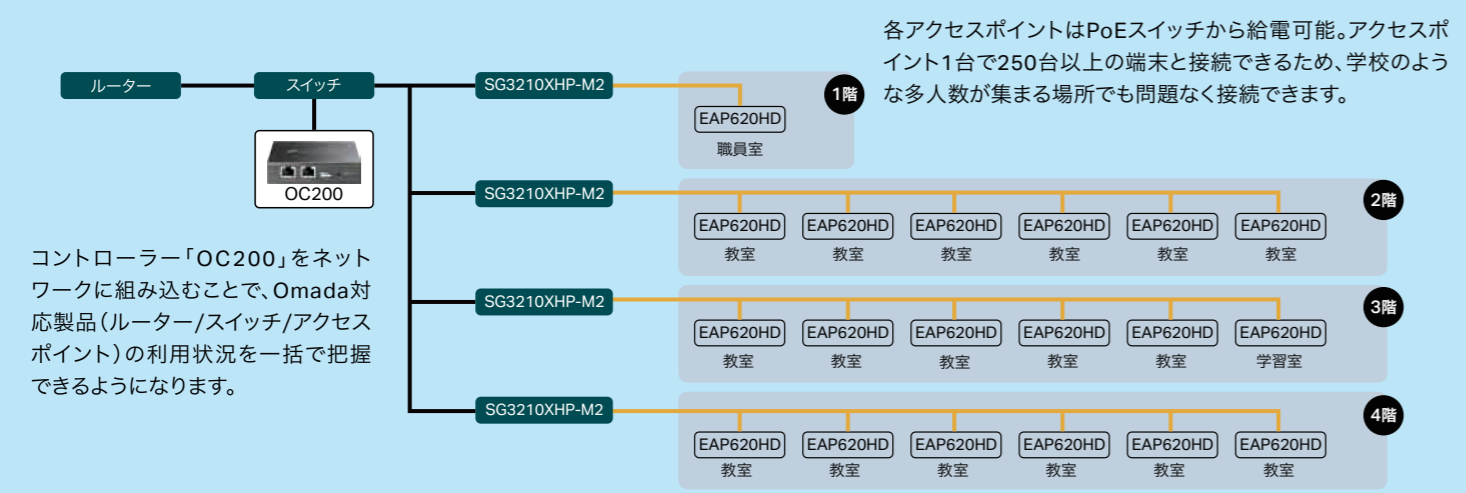 各アクセスポイントはPoEスイッチから給電可能。アクセスポ
イント1台で250台以上の端末と接続できるため、学校のよう
な多人数が集まる場所でも問題なく接続できます。
ルーター
スイッチ
SG3210XHP-M2
1階
EAP620HD
職員室
OC200
SG3210XHP-M2
2階
EAP620HD EAP620HD EAP620HD EAP620HD EAP620HD EAP620HD
教室 教室 教室 教室 教室 教室
コントローラー「OC200」をネット
ワークに組み込むことで、Omada対
応製品(ルーター/スイッチ/アクセス
ポイント)の利用状況を一括で把握
できるようになります。
SG3210XHP-M2
3階
EAP620HD EAP620HD EAP620HD EAP620HD EAP620HD EAP620HD
教室 教室 教室 教室 教室 学習室
SG3210XHP-M2
4階
EAP620HD EAP620HD EAP620HD EAP620HD EAP620HD EAP620HD
教室 教室 教室 教室 教室 教室